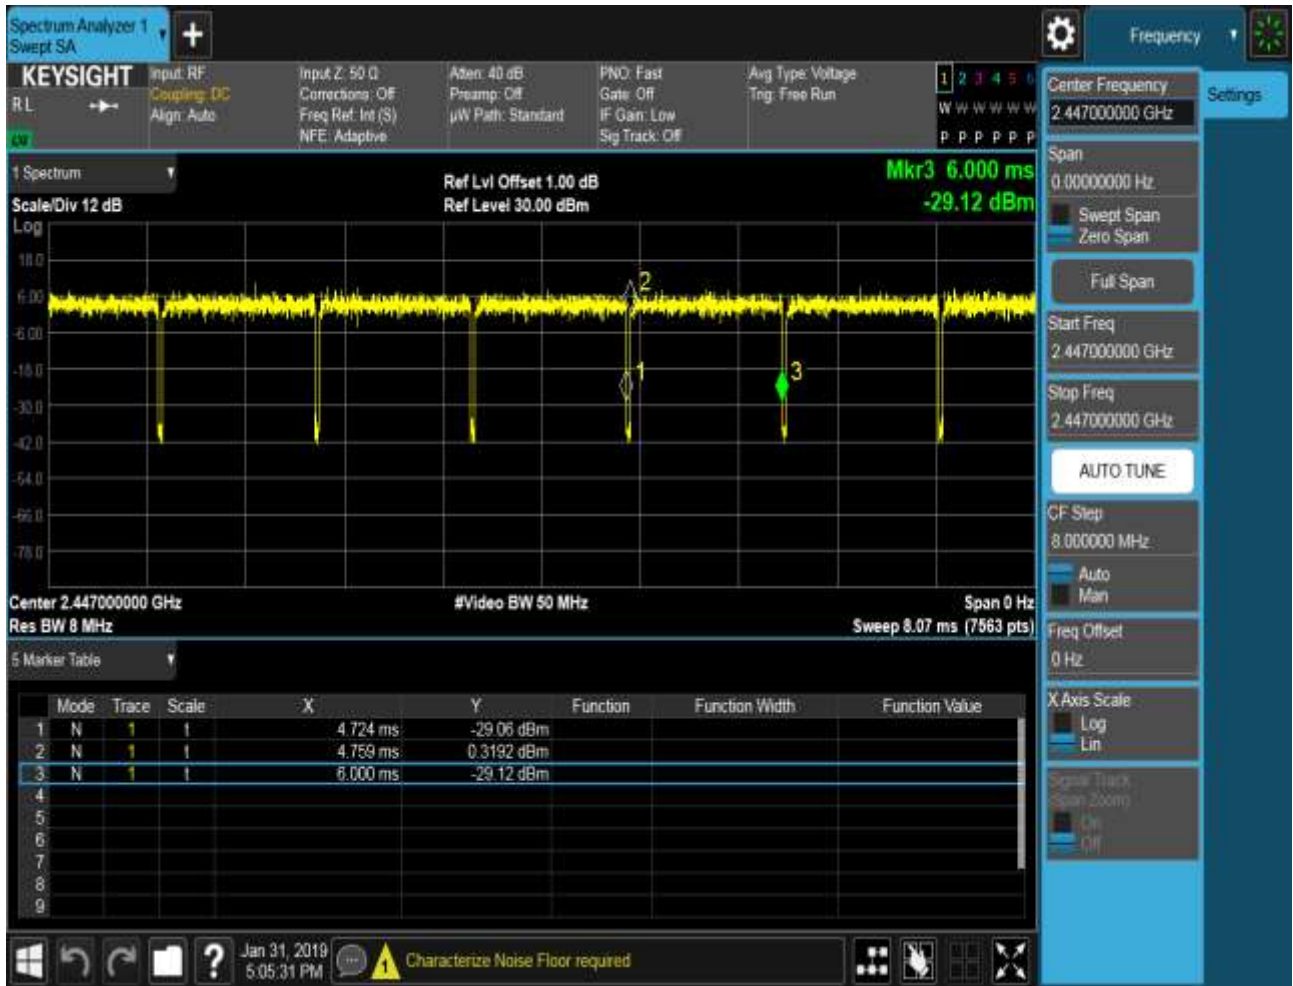 Spectrum Analyzer 1
Swept SA
+
Frequency
KEYSIGHT
RL
Input: RF
Coupling: DC
Align: Auto
Input Z: 50 Ω
Corrections: Off
Freq Ref: Int (S)
NFE: Adaptive
Atten: 40 dB
Preamp: Off
µW Path: Standard
PNO: Fast
Gate: Off
IF Gain: Low
Sig Track: Off
Avg Type: Voltage
Trig: Free Run
1 2 3 4 5 6
W W W W W W
P P P P P P
1 Spectrum
Scale/Div 12 dB
Log
Ref Lvl Offset 1.00 dB
Ref Level 30.00 dBm
Mkr3 6.000 ms
-29.12 dBm
18.0
6.00
-6.00
-18.0
-30.0
-42.0
-54.0
-66.0
-78.0
2
1
3
Center 2.447000000 GHz
#Video BW 50 MHz
Span 0 Hz
Res BW 8 MHz
Sweep 8.07 ms (7563 pts)
5 Marker Table
Mode Trace Scale X Y Function Function Width Function Value
1 N 1 t 4.724 ms -29.06 dBm
2 N 1 t 4.759 ms 0.3192 dBm
3 N 1 t 6.000 ms -29.12 dBm
4
5
6
7
8
9
?
Jan 31, 2019
5:05:31 PM
Characterize Noise Floor required
Center Frequency
2.447000000 GHz
Settings
Span
0.00000000 Hz
Swept Span
Zero Span
Full Span
Start Freq
2.447000000 GHz
Stop Freq
2.447000000 GHz
AUTO TUNE
CF Step
8.000000 MHz
Auto
Man
Freq Offset
0 Hz
X Axis Scale
Log
Lin
Signal Track
(Span Zoom)
On
Off